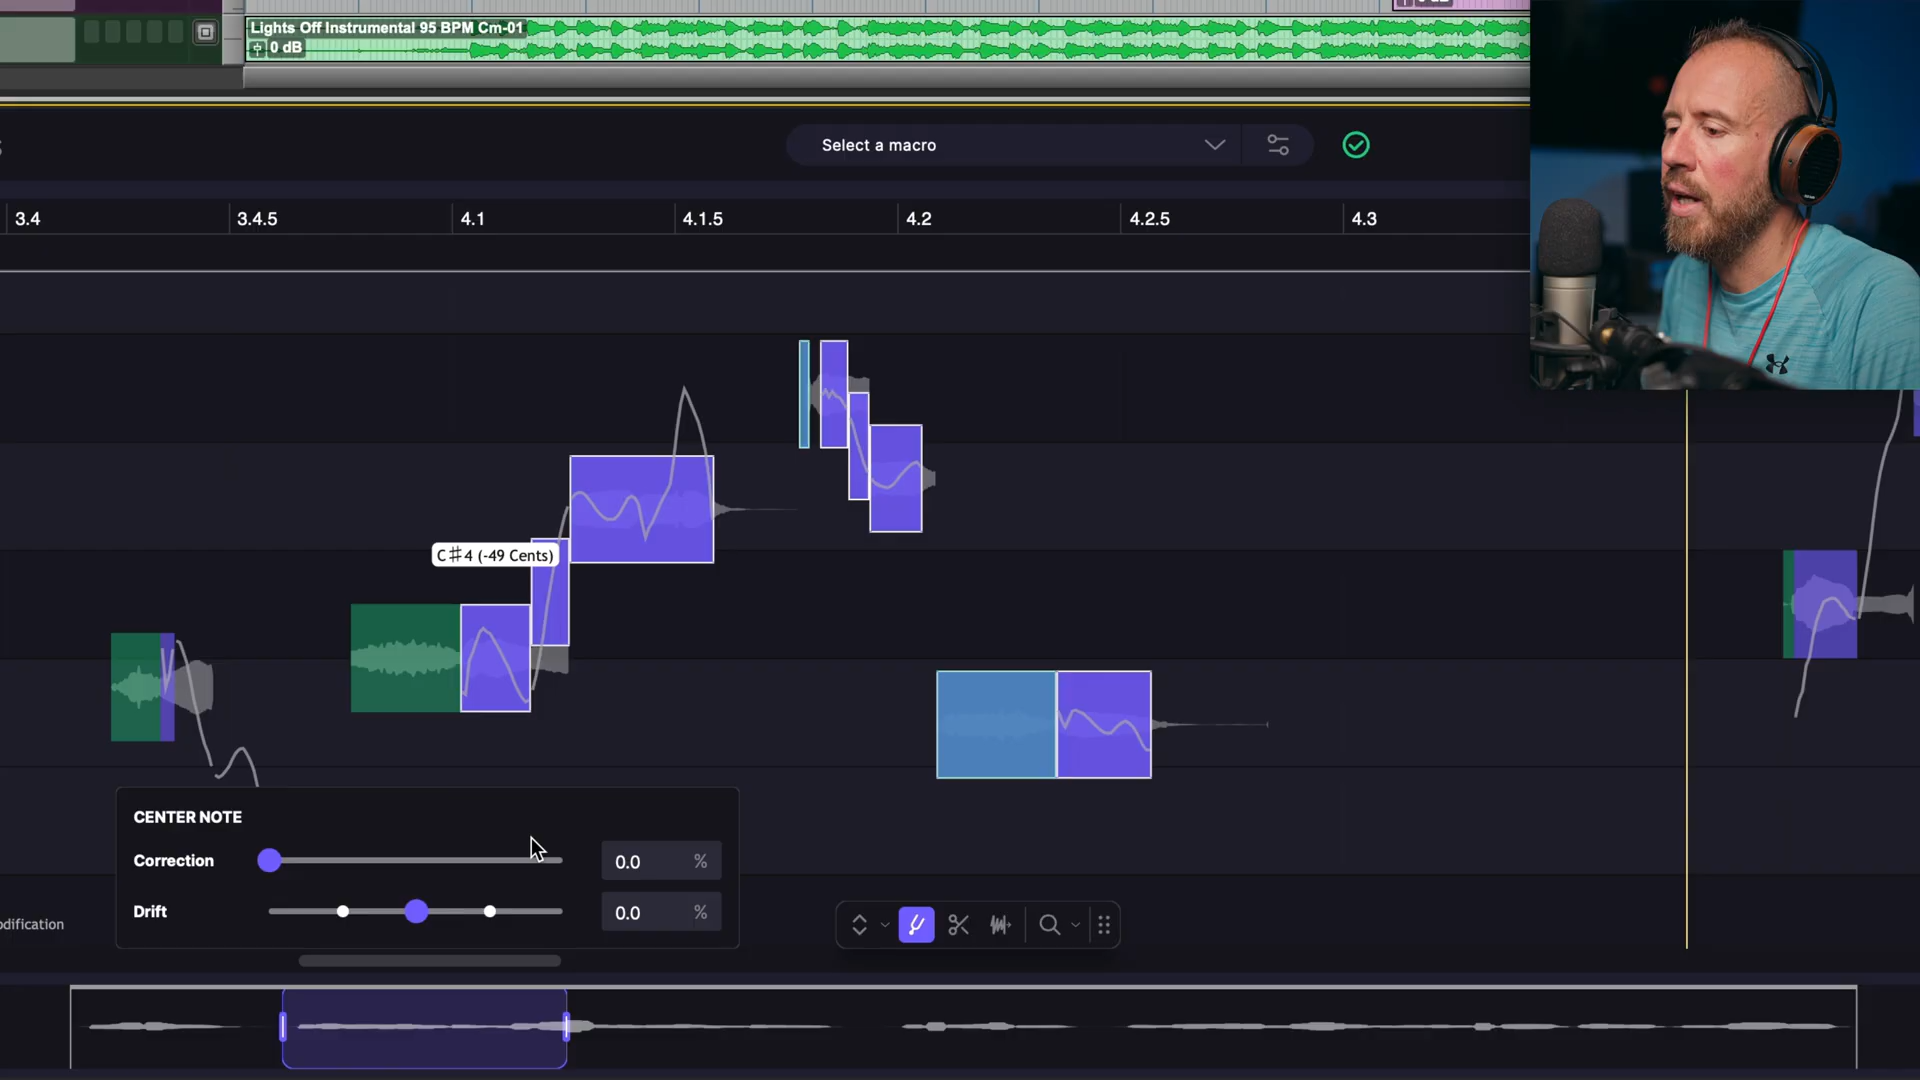 Lights Off Instrumental 95 BPM Cm-01
0 dB
Select a macro
3.4
3.4.5
4.1
4.1.5
4.2
4.2.5
4.3
C♯4 (-49 Cents)
CENTER NOTE
Correction
0.0 %
Drift
0.0 %
odification